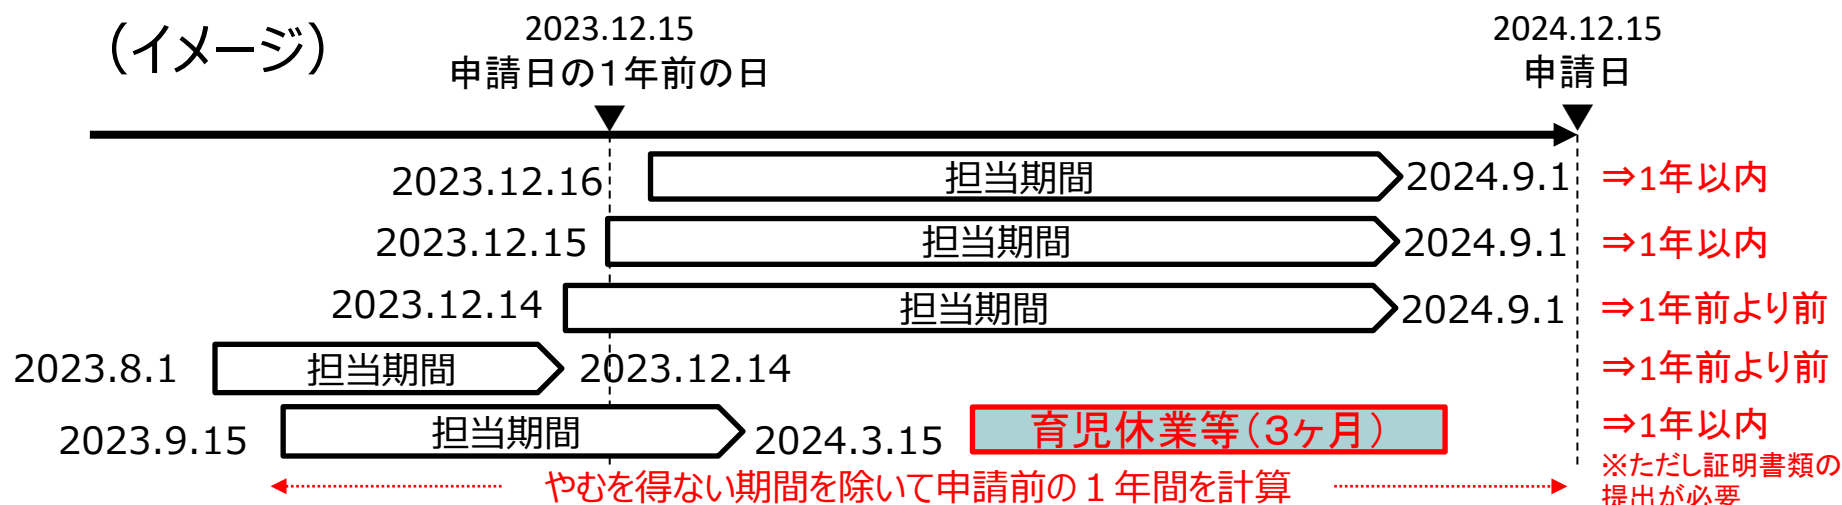 （イメージ）
2023.12.15
申請日の１年前の日
2024.12.15
申請日
2023.12.16 担当期間 2024.9.1 ⇒1年以内
2023.12.15 担当期間 2024.9.1 ⇒1年以内
2023.12.14 担当期間 2024.9.1 ⇒1年前より前
2023.8.1 担当期間 2023.12.14 ⇒1年前より前
2023.9.15 担当期間 2024.3.15 育児休業等（３ヶ月） ⇒1年以内
※ただし証明書類の
提出が必要
やむを得ない期間を除いて申請前の１年間を計算